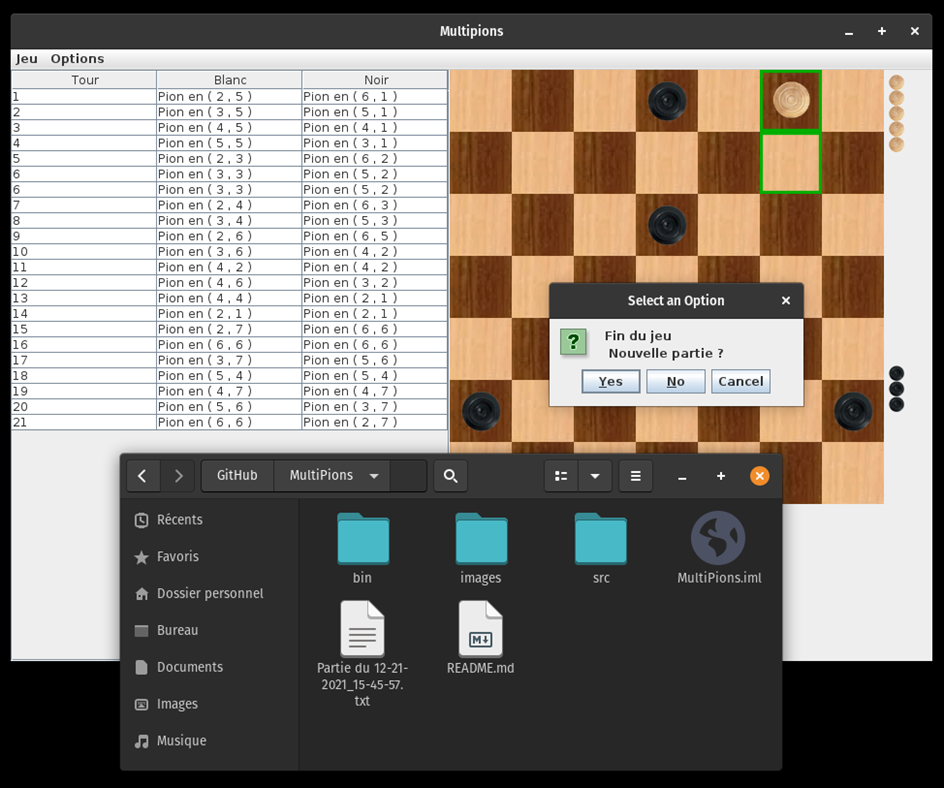 Multipions
Jeu Options
Tour Blanc Noir
1 Pion en ( 2 , 5 ) Pion en ( 6 , 1 )
2 Pion en ( 3 , 5 ) Pion en ( 5 , 1 )
3 Pion en ( 4 , 5 ) Pion en ( 4 , 1 )
4 Pion en ( 5 , 5 ) Pion en ( 3 , 1 )
5 Pion en ( 2 , 3 ) Pion en ( 6 , 2 )
6 Pion en ( 3 , 3 ) Pion en ( 5 , 2 )
6 Pion en ( 3 , 3 ) Pion en ( 5 , 2 )
7 Pion en ( 2 , 4 ) Pion en ( 6 , 3 )
8 Pion en ( 3 , 4 ) Pion en ( 5 , 3 )
9 Pion en ( 2 , 6 ) Pion en ( 6 , 5 )
10 Pion en ( 3 , 6 ) Pion en ( 4 , 2 )
11 Pion en ( 4 , 2 ) Pion en ( 4 , 2 )
12 Pion en ( 4 , 6 ) Pion en ( 3 , 2 )
13 Pion en ( 4 , 4 ) Pion en ( 2 , 1 )
14 Pion en ( 2 , 1 ) Pion en ( 2 , 1 )
15 Pion en ( 2 , 7 ) Pion en ( 6 , 6 )
16 Pion en ( 6 , 6 ) Pion en ( 6 , 6 )
17 Pion en ( 3 , 7 ) Pion en ( 5 , 6 )
18 Pion en ( 5 , 4 ) Pion en ( 5 , 4 )
19 Pion en ( 4 , 7 ) Pion en ( 4 , 7 )
20 Pion en ( 5 , 6 ) Pion en ( 3 , 7 )
21 Pion en ( 6 , 6 ) Pion en ( 2 , 7 )
Select an Option
?
Fin du jeu
Nouvelle partie ?
Yes No Cancel
GitHub MultiPions
Récents
Favoris
Dossier personnel
Bureau
Documents
Images
Musique
bin images src MultiPions.iml
Partie du 12-21-
2021_15-45-57.
txt
M
README.md